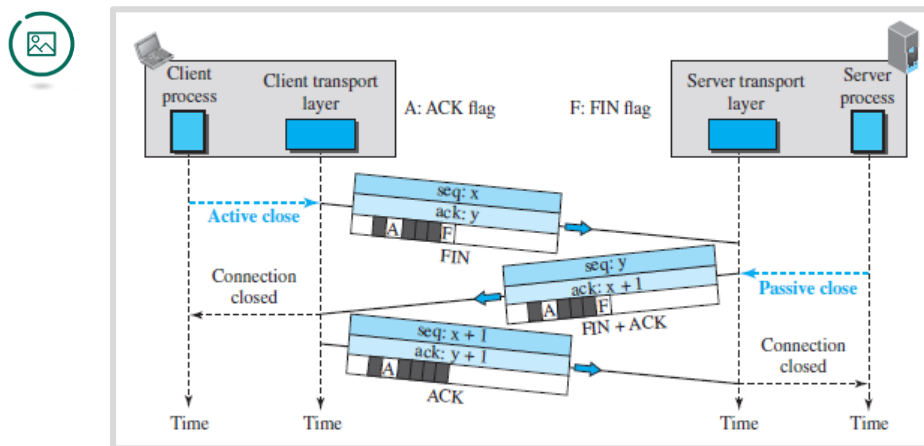 Client
process
Client transport
layer
A: ACK flag
F: FIN flag
Server transport
layer
Server
process
Active close
seq: x
ack: y
A
F
FIN
Connection
closed
seq: y
ack: x + 1
A
F
FIN + ACK
Passive close
seq: x + 1
ack: y + 1
A
ACK
Connection
closed
Time
Time
Time
Time